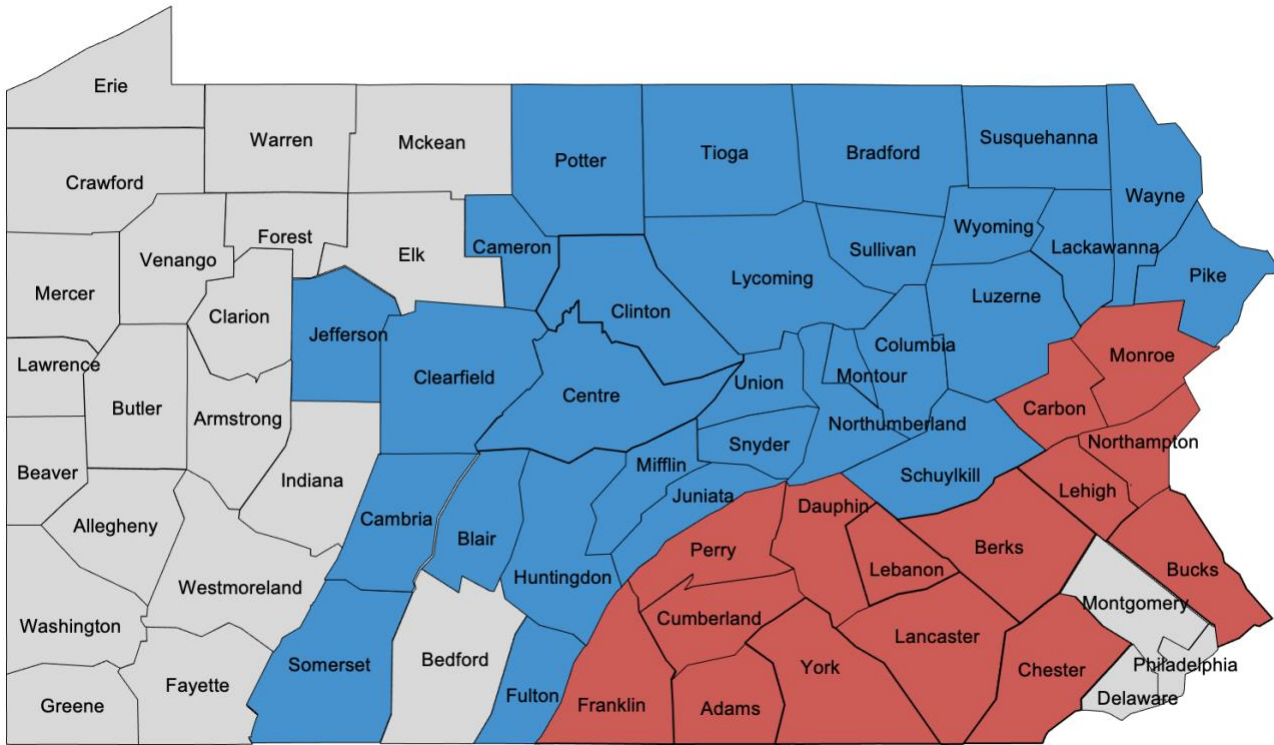 Erie
Warren
Mckean
Potter
Tioga
Bradford
Susquehanna
Crawford
Wayne
Venango
Forest
Elk
Cameron
Sullivan
Wyoming
Lackawanna
Mercer
Clarion
Lycoming
Pike
Jefferson
Clinton
Luzerne
Lawrence
Butler
Armstrong
Clearfield
Centre
Union
Montour
Columbia
Monroe
Carbon
Beaver
Indiana
Snyder
Northumberland
Northampton
Mifflin
Juniata
Schuylkill
Lehigh
Allegheny
Cambria
Blair
Dauphin
Perry
Huntingdon
Lebanon
Berks
Bucks
Westmoreland
Montgomery
Washington
Cumberland
Lancaster
Somerset
Bedford
York
Chester
Philadelphia
Greene
Fayette
Fulton
Franklin
Adams
Delaware